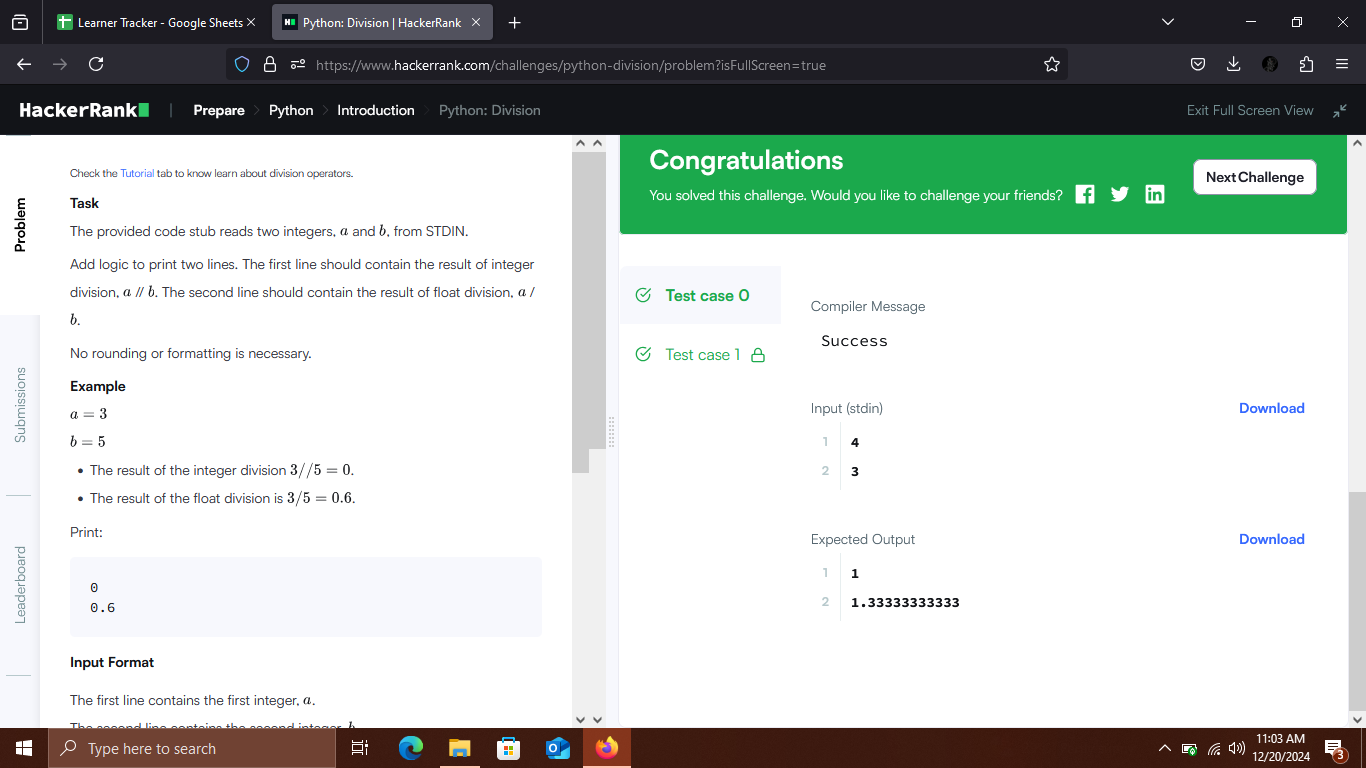 Learner Tracker - Google Sheets
Python: Division | HackerRank
https://www.hackerrank.com/challenges/python-division/problem?isFullScreen=true
HackerRank | Prepare > Python > Introduction > Python: Division
Exit Full Screen View
Problem
Submissions
Leaderboard
Check the Tutorial tab to know learn about division operators.
Task
The provided code stub reads two integers, a and b, from STDIN.
Add logic to print two lines. The first line should contain the result of integer
division, a // b. The second line should contain the result of float division, a /
b.
No rounding or formatting is necessary.
Example
a = 3
b = 5
• The result of the integer division 3//5 = 0.
• The result of the float division is 3/5 = 0.6.
Print:
0
0.6
Input Format
The first line contains the first integer, a.
The second line contains the second integer, b.
Congratulations
You solved this challenge. Would you like to challenge your friends?
Next Challenge
Test case 0
Test case 1
Compiler Message
Success
Input (stdin)
Download
1 4
2 3
Expected Output
Download
1 1
2 1.33333333333
Type here to search
11:03 AM
12/20/2024
3